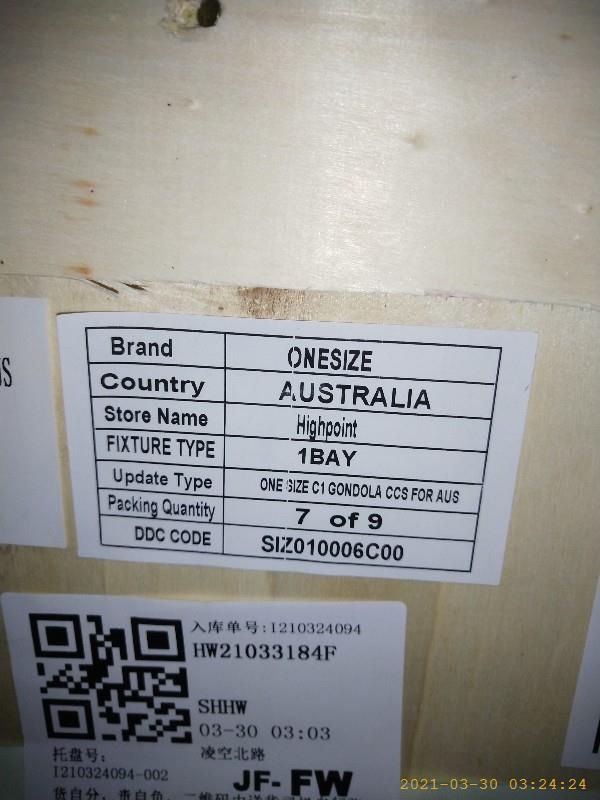 Brand ONESIZE
Country AUSTRALIA
Store Name Highpoint
FIXTURE TYPE 1BAY
Update Type ONE SIZE C1 GONDOLA CCS FOR AUS
Packing Quantity 7 of 9
DDC CODE SIZ010006C00
入库单号:I210324094
HW21033184F
SHHW
03-30 03:03
托盘号: 凌空北路
I210324094-002
JF-FW
2021-03-30 03:24:24